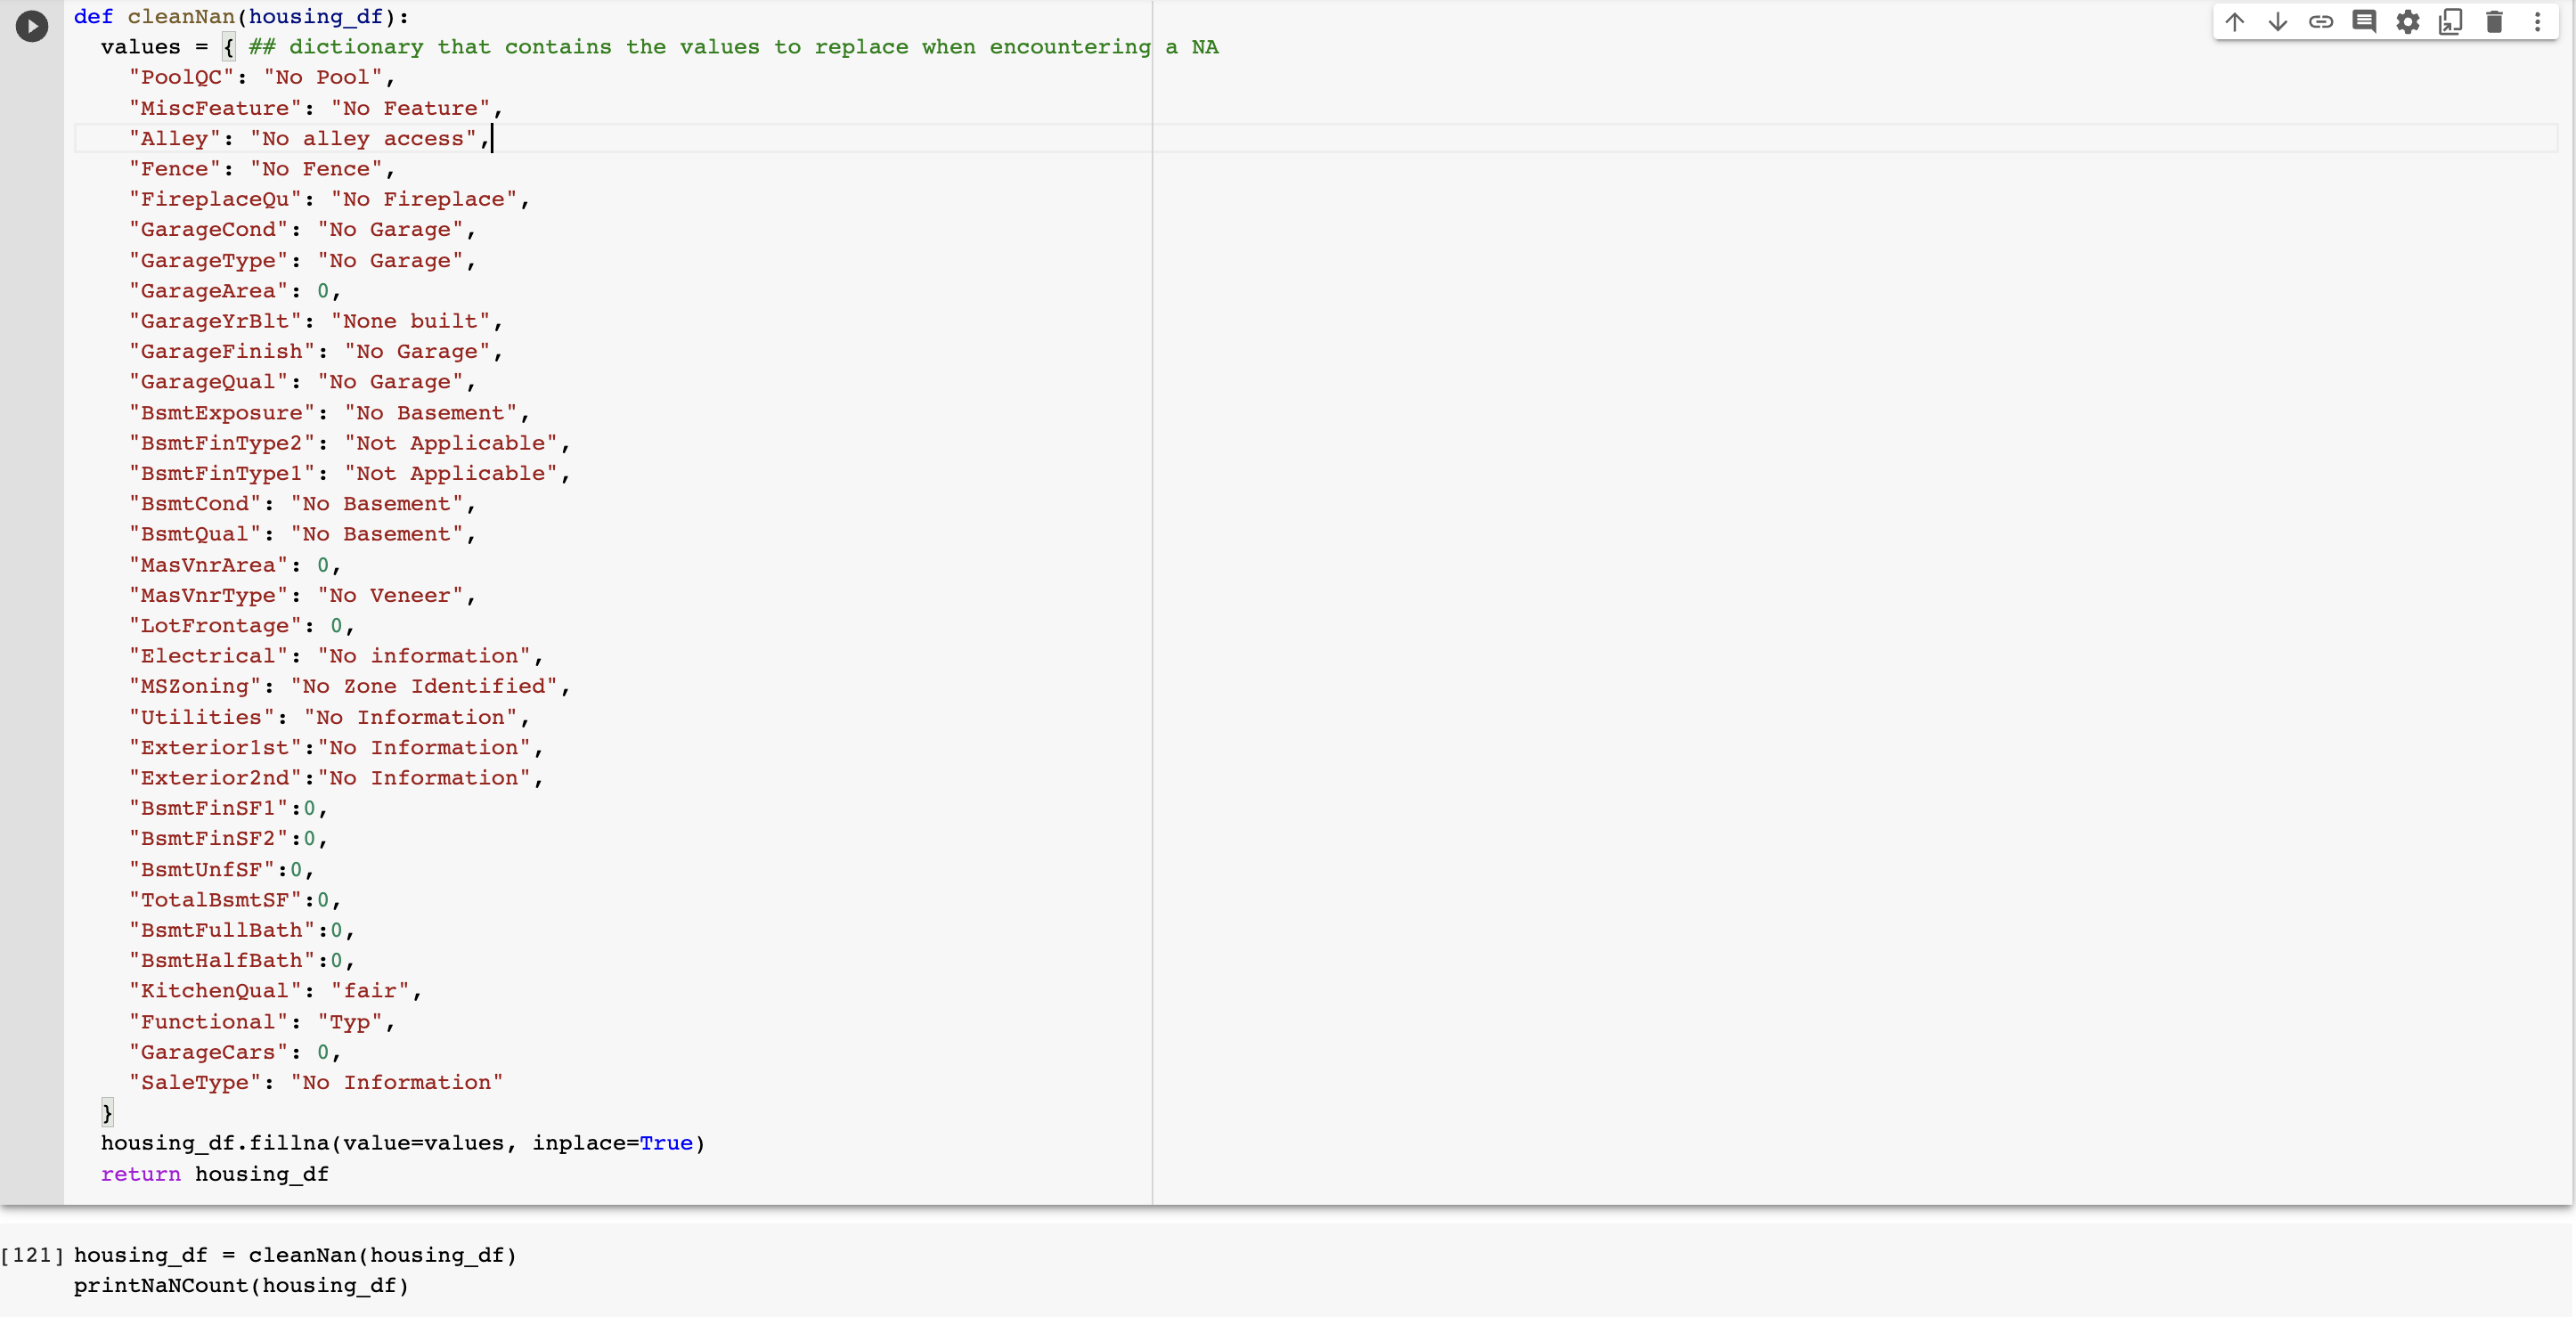 def cleanNan(housing_df):
  values = { ## dictionary that contains the values to replace when encountering a NA
    "PoolQC": "No Pool",
    "MiscFeature": "No Feature",
    "Alley": "No alley access",
    "Fence": "No Fence",
    "FireplaceQu": "No Fireplace",
    "GarageCond": "No Garage",
    "GarageType": "No Garage",
    "GarageArea": 0,
    "GarageYrBlt": "None built",
    "GarageFinish": "No Garage",
    "GarageQual": "No Garage",
    "BsmtExposure": "No Basement",
    "BsmtFinType2": "Not Applicable",
    "BsmtFinType1": "Not Applicable",
    "BsmtCond": "No Basement",
    "BsmtQual": "No Basement",
    "MasVnrArea": 0,
    "MasVnrType": "No Veneer",
    "LotFrontage": 0,
    "Electrical": "No information",
    "MSZoning": "No Zone Identified",
    "Utilities": "No Information",
    "Exterior1st":"No Information",
    "Exterior2nd":"No Information",
    "BsmtFinSF1":0,
    "BsmtFinSF2":0,
    "BsmtUnfSF":0,
    "TotalBsmtSF":0,
    "BsmtFullBath":0,
    "BsmtHalfBath":0,
    "KitchenQual": "fair",
    "Functional": "Typ",
    "GarageCars": 0,
    "SaleType": "No Information"
  }
  housing_df.fillna(value=values, inplace=True)
  return housing_df
[121] housing_df = cleanNan(housing_df)
printNaNCount(housing_df)